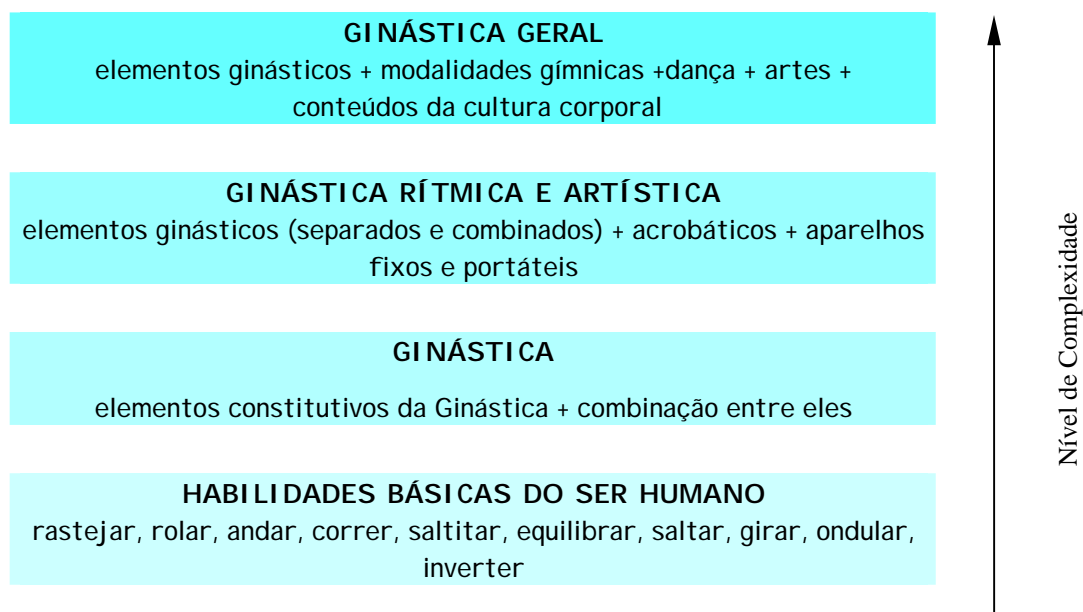 GINÁSTICA GERAL
elementos ginásticos + modalidades gímnicas +dança + artes +
conteúdos da cultura corporal
GINÁSTICA RÍTMICA E ARTÍSTICA
elementos ginásticos (separados e combinados) + acrobáticos + aparelhos
fixos e portáteis
GINÁSTICA
elementos constitutivos da Ginástica + combinação entre eles
HABILIDADES BÁSICAS DO SER HUMANO
rastejar, rolar, andar, correr, saltitar, equilibrar, saltar, girar, ondular,
inverter
Nível de Complexidade